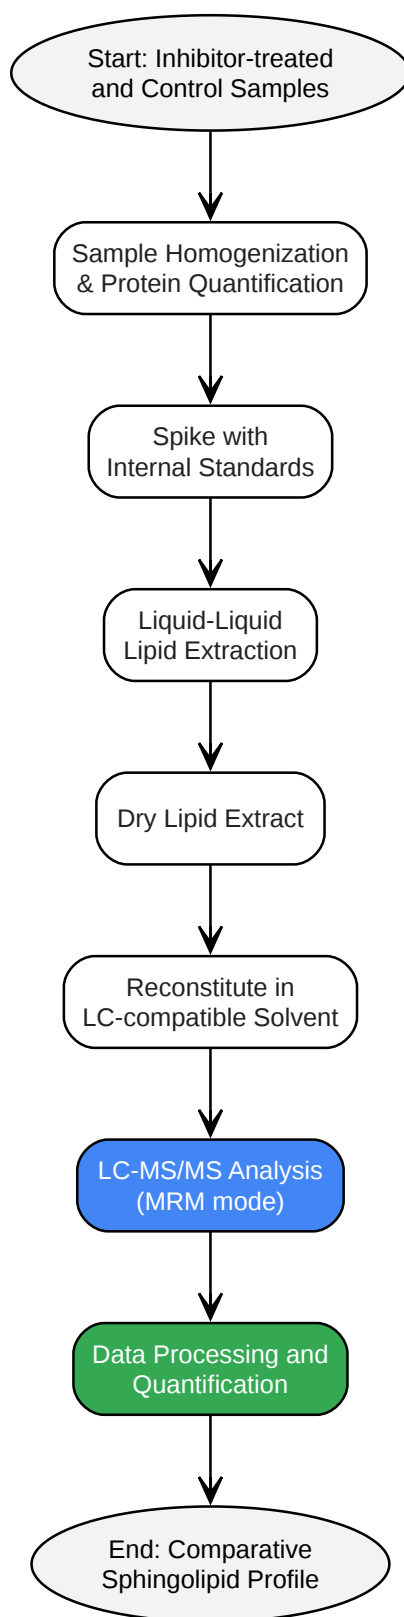 Start: Inhibitor-treated
and Control Samples
Sample Homogenization
& Protein Quantification
Spike with
Internal Standards
Liquid-Liquid
Lipid Extraction
Dry Lipid Extract
Reconstitute in
LC-compatible Solvent
LC-MS/MS Analysis
(MRM mode)
Data Processing and
Quantification
End: Comparative
Sphingolipid Profile